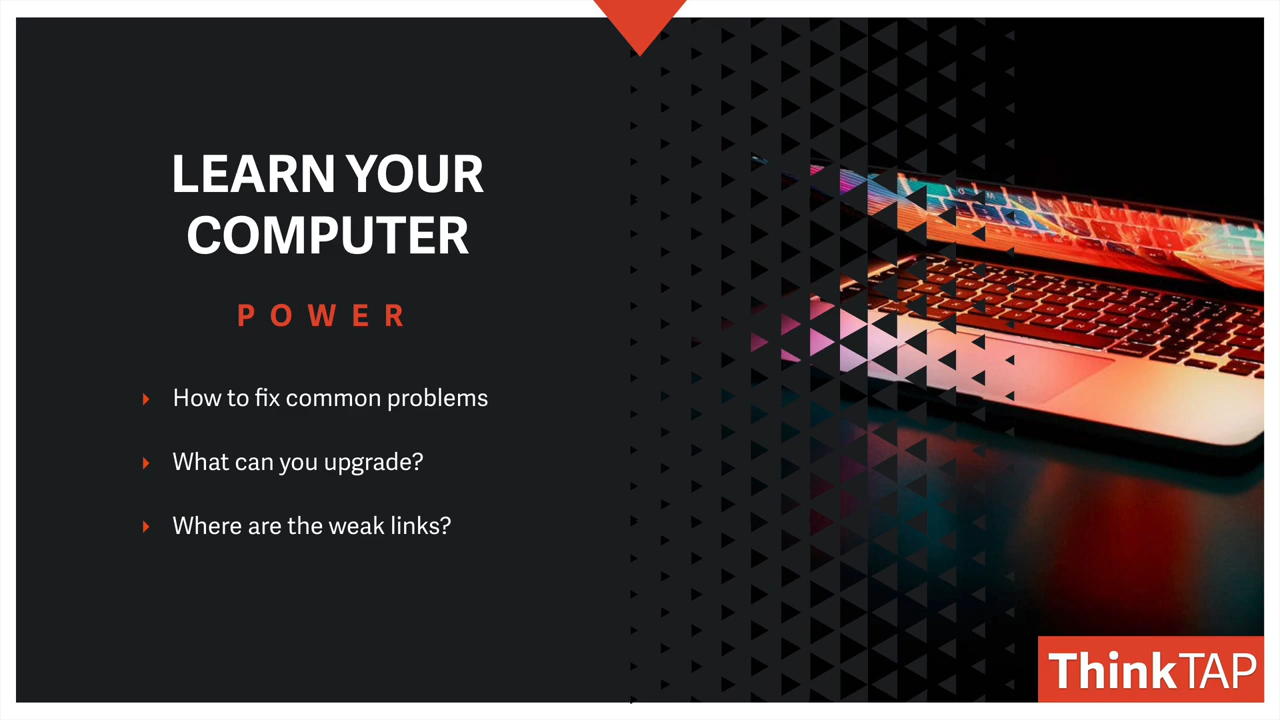 LEARN YOUR
COMPUTER
POWER
How to fix common problems
What can you upgrade?
Where are the weak links?
ThinkTAP